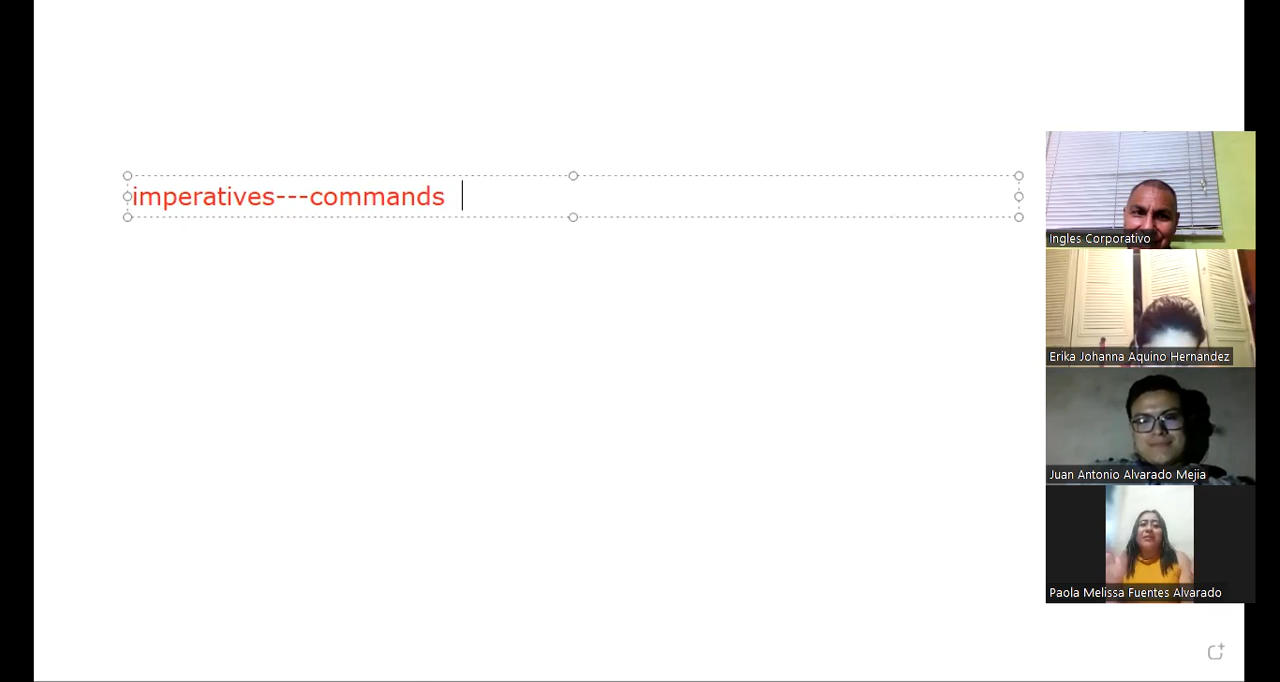 imperatives---commands
Ingles Corporativo
Erika Johanna Aquino Hernandez
Juan Antonio Alvarado Mejia
Paola Melissa Fuentes Alvarado